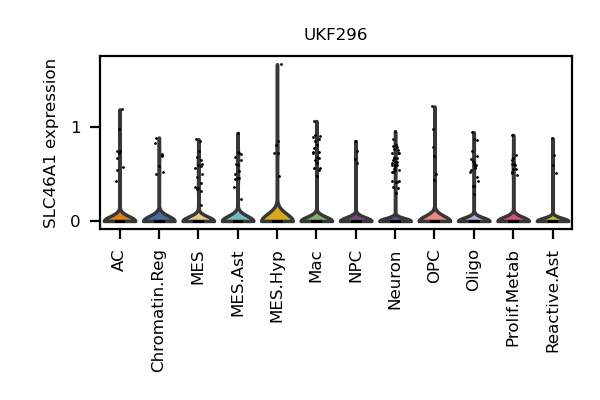 UKF296
SLC46A1 expression
1
0
AC
Chromatin.Reg
MES
MES.Ast
MES.Hyp
Mac
NPC
Neuron
OPC
Oligo
Prolif.Metab
Reactive.Ast